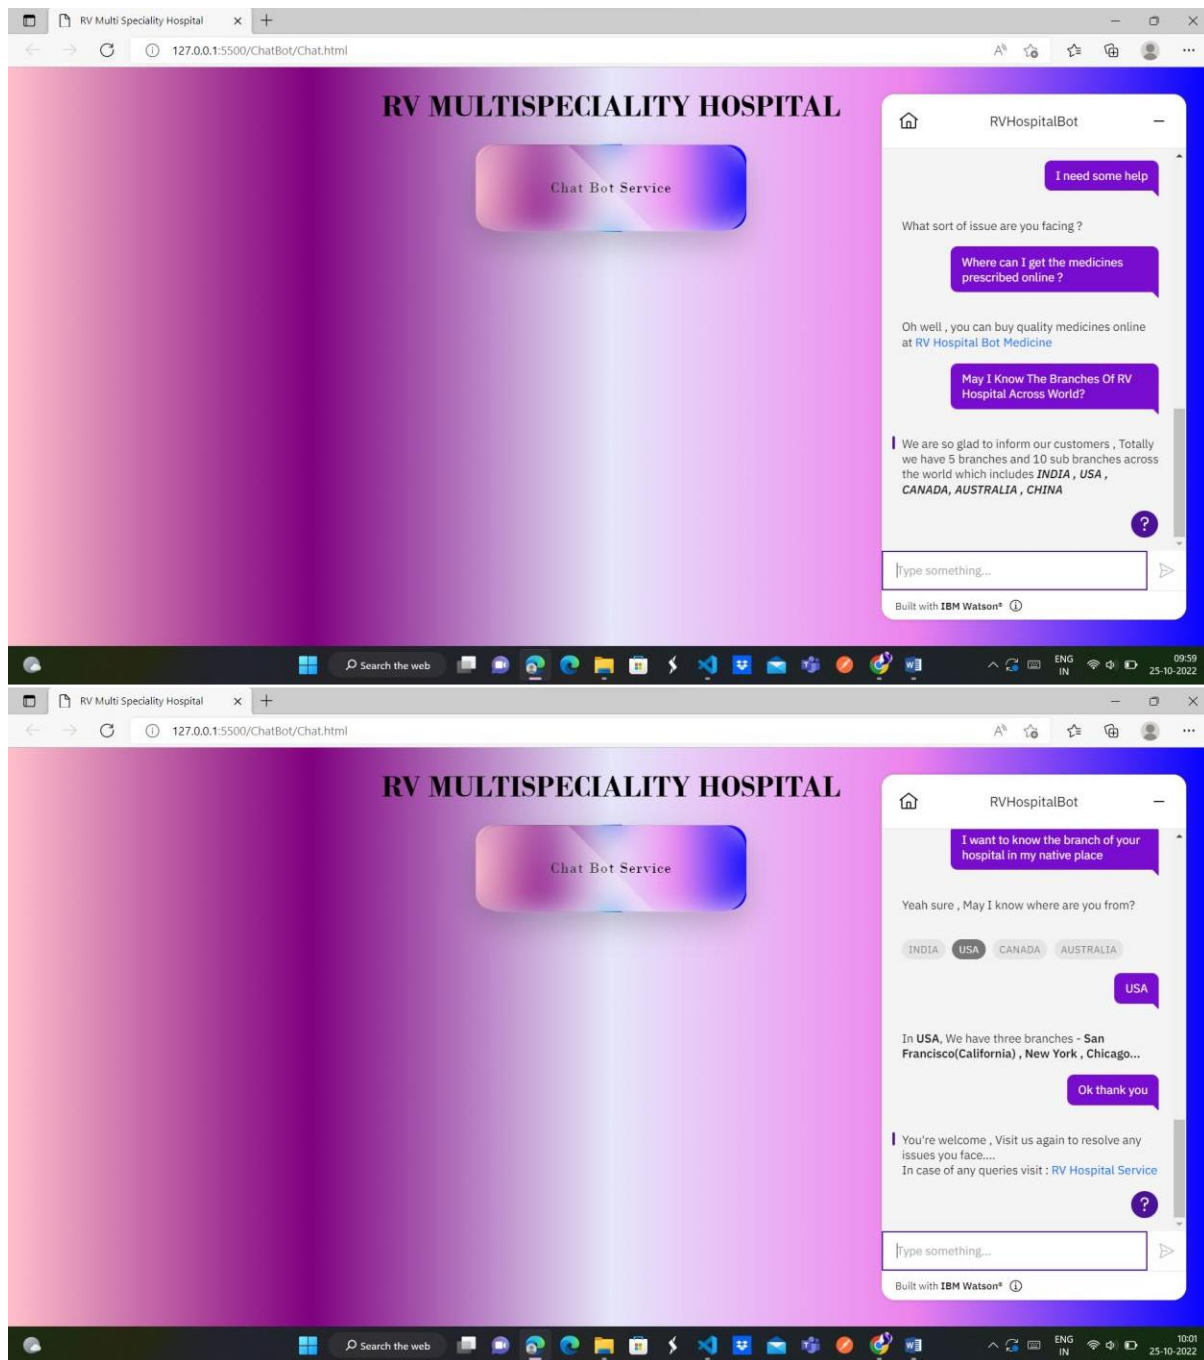 RV Multi Speciality Hospital
127.0.0.1:5500/ChatBot/Chat.html
RV MULTISPECIALITY HOSPITAL
Chat Bot Service
RVHospitalBot
I need some help
What sort of issue are you facing ?
Where can I get the medicines
prescribed online ?
Oh well , you can buy quality medicines online
at RV Hospital Bot Medicine
May I Know The Branches Of RV
Hospital Across World?
We are so glad to inform our customers , Totally
we have 5 branches and 10 sub branches across
the world which includes INDIA , USA ,
CANADA, AUSTRALIA , CHINA
?
Type something...
Built with IBM Watson®
Search the web
ENG
IN
09:59
25-10-2022
RV Multi Speciality Hospital
127.0.0.1:5500/ChatBot/Chat.html
RV MULTISPECIALITY HOSPITAL
Chat Bot Service
RVHospitalBot
I want to know the branch of your
hospital in my native place
Yeah sure , May I know where are you from?
INDIA USA CANADA AUSTRALIA
USA
In USA, We have three branches - San
Francisco(California) , New York , Chicago...
Ok thank you
You're welcome , Visit us again to resolve any
issues you face....
In case of any queries visit : RV Hospital Service
?
Type something...
Built with IBM Watson®
Search the web
ENG
IN
10:01
25-10-2022